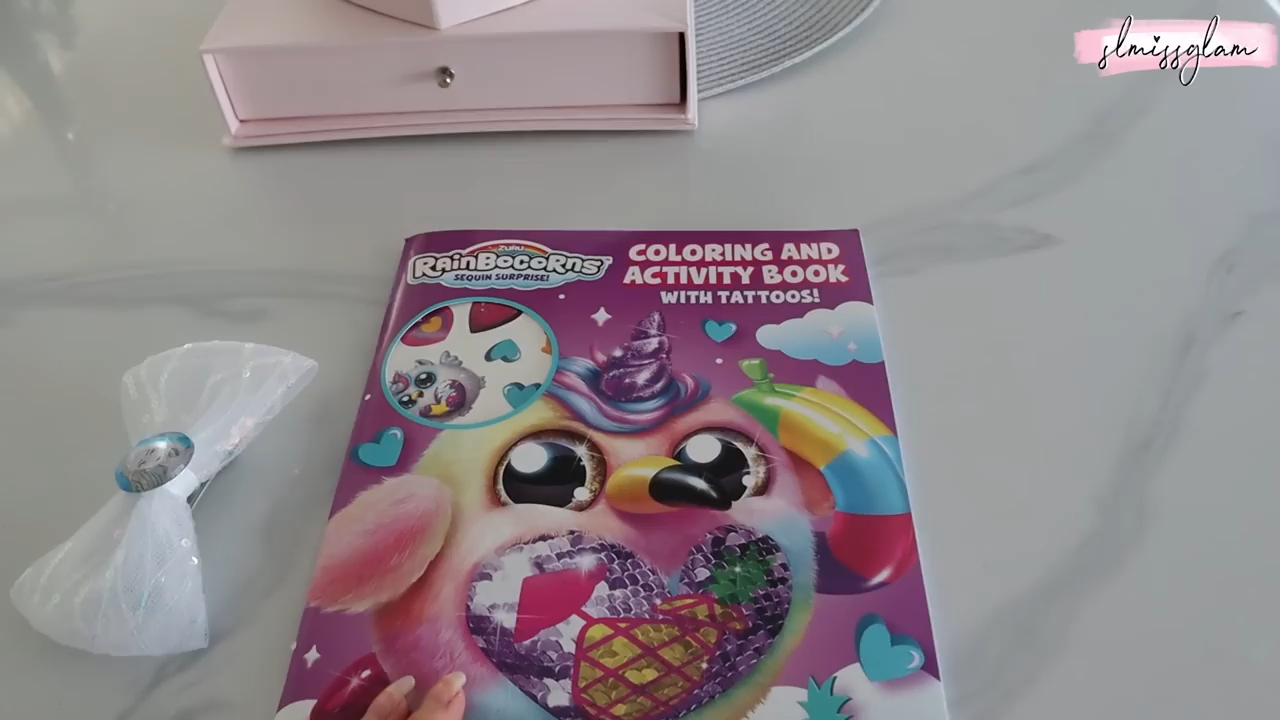 slmissglam
ZURU
RainBocoRns
SEQUIN SURPRISE!
COLORING AND
ACTIVITY BOOK
WITH TATTOOS!